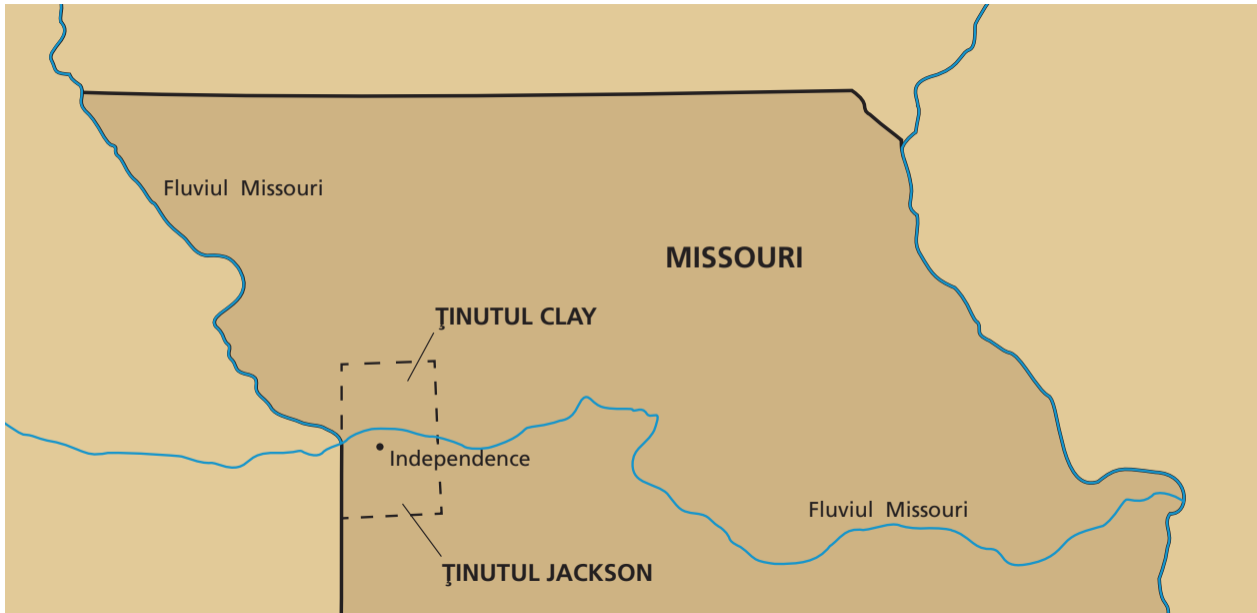 Fluviul Missouri
MISSOURI
ŢINUTUL CLAY
Independence
Fluviul Missouri
ŢINUTUL JACKSON